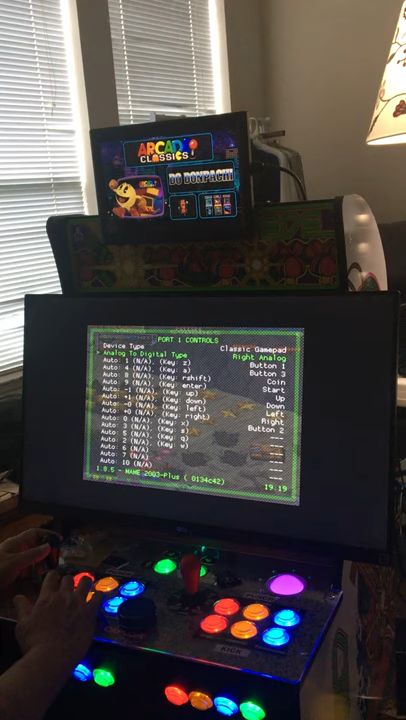 ARCADE
CLASSICS
DO DONPACHI
PORT 1 CONTROLS
Device Type Classic Gamepad
Analog To Digital Type Right Analog
Auto: 1 (N/A), (Key: z) Button 1
Auto: 4 (N/A), (Key: a) Button 3
Auto: 8 (N/A), (Key: rshift) Coin
Auto: 9 (N/A), (Key: enter) Start
Auto: -1 (N/A), (Key: up) Up
Auto: +1 (N/A), (Key: down) Down
Auto: -0 (N/A), (Key: left) Left
Auto: +0 (N/A), (Key: right) Right
Auto: 0 (N/A), (Key: x) Button 2
Auto: 3 (N/A), (Key: s) ---
Auto: 5 (N/A), (Key: q) ---
Auto: 2 (N/A), (Key: w) ---
Auto: 6 (N/A) ---
Auto: 7 (N/A) ---
Auto: 10 (N/A) ---
1.9.5 - MAME 2003-Plus ( 0134c42) 19:19
KICK